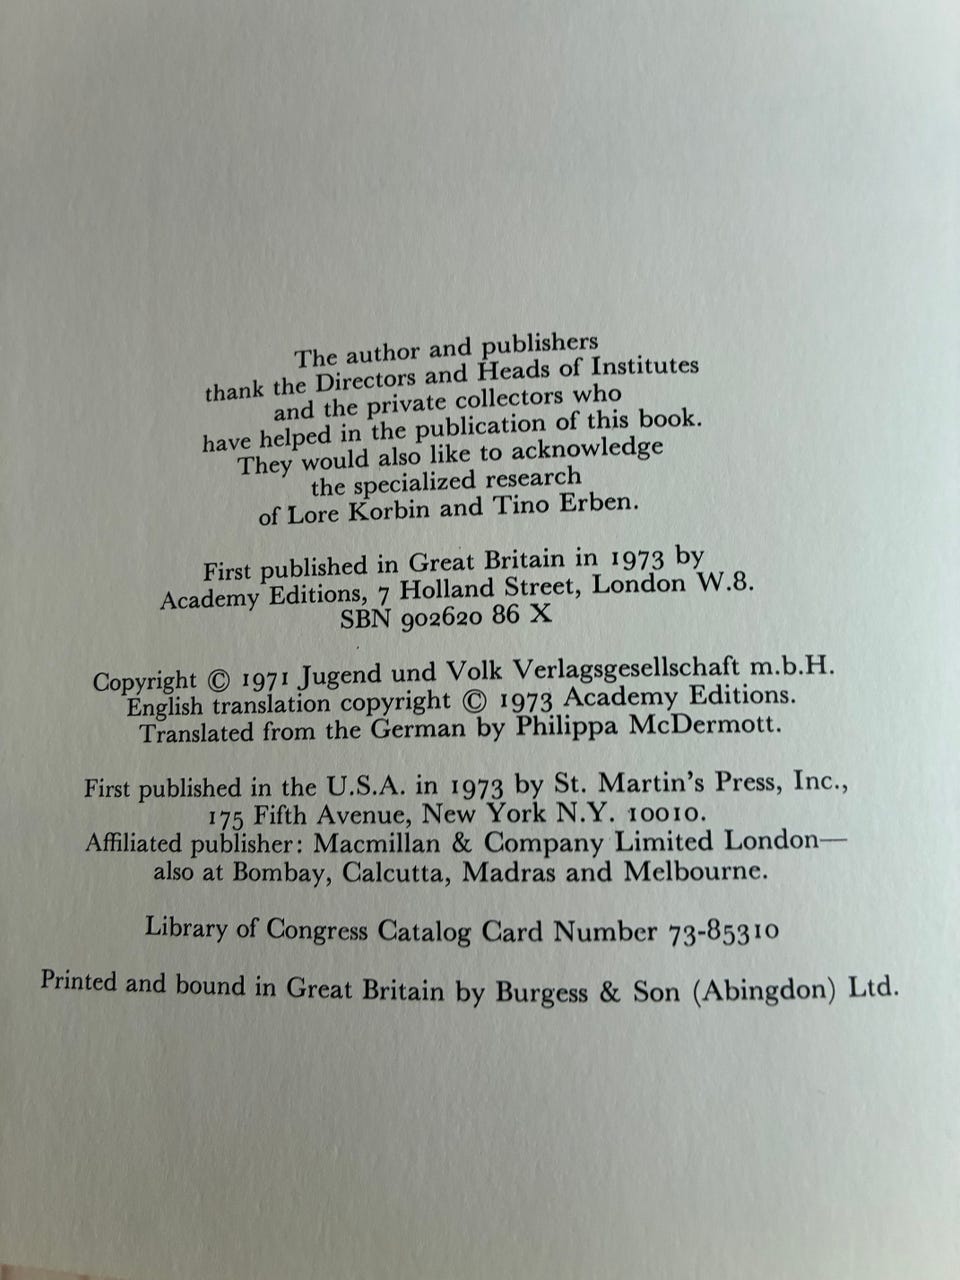 The author and publishers
thank the Directors and Heads of Institutes
and the private collectors who
have helped in the publication of this book.
They would also like to acknowledge
the specialized research
of Lore Korbin and Tino Erben.
First published in Great Britain in 1973 by
Academy Editions, 7 Holland Street, London W.8.
SBN 902620 86 X
Copyright © 1971 Jugend und Volk Verlagsgesellschaft m.b.H.
English translation copyright © 1973 Academy Editions.
Translated from the German by Philippa McDermott.
First published in the U.S.A. in 1973 by St. Martin's Press, Inc.,
175 Fifth Avenue, New York N.Y. 10010.
Affiliated publisher: Macmillan & Company Limited London—
also at Bombay, Calcutta, Madras and Melbourne.
Library of Congress Catalog Card Number 73-85310
Printed and bound in Great Britain by Burgess & Son (Abingdon) Ltd.